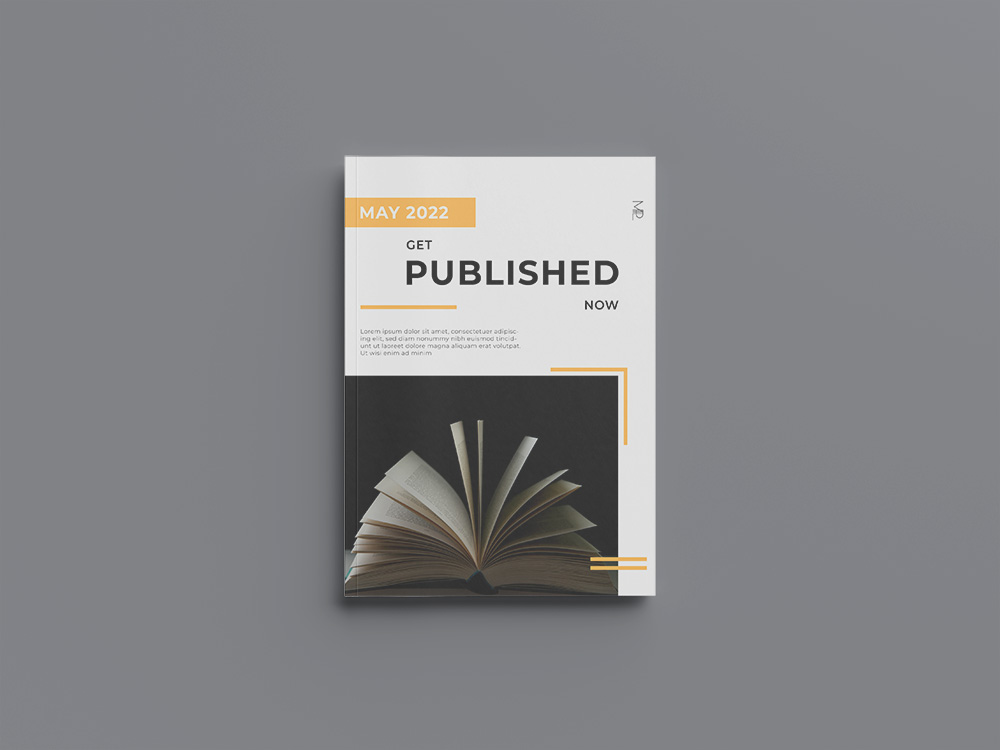 MAY 2022
GET
PUBLISHED
NOW
Lorem ipsum dolor sit amet, consectetuer adipisc-
ing elit, sed diam nonummy nibh euismod tincid-
unt ut laoreet dolore magna aliquam erat volutpat.
Ut wisi enim ad minim